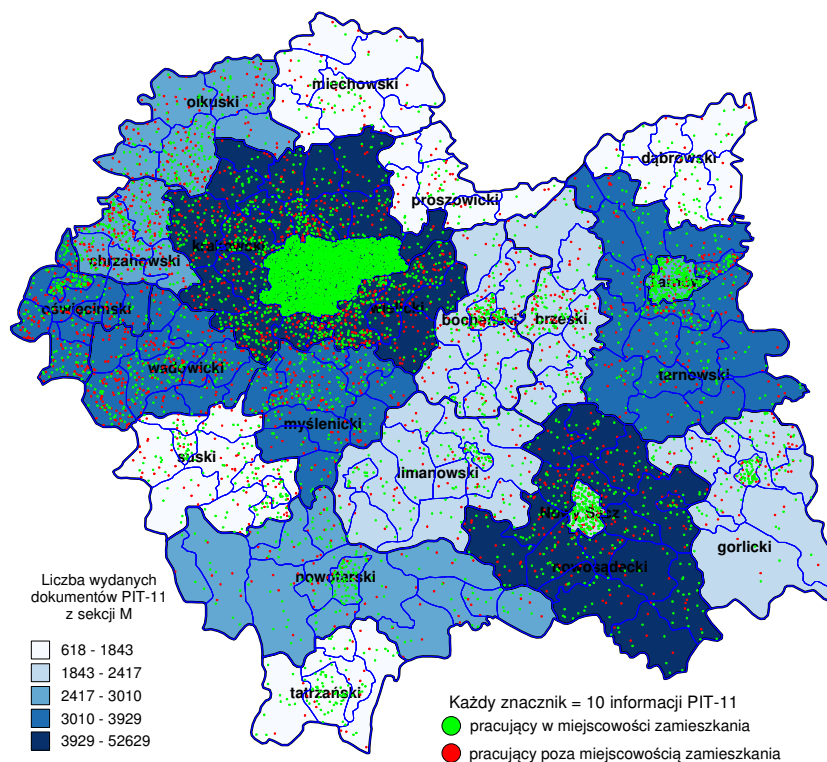 miechowski
olkuski
dąbrowski
proszowicki
krakowski
chrzanowski
Tarnów
oświęcimski
wielicki
bocheński
brzeski
wadowicki
tarnowski
myślenicki
suski
limanowski
Nowy Sącz
gorlicki
nowosądecki
nowotarski
tatrzański
Liczba wydanych
dokumentów PIT-11
z sekcji M
618 - 1843
1843 - 2417
2417 - 3010
3010 - 3929
3929 - 52629
Każdy znacznik = 10 informacji PIT-11
pracujący w miejscowości zamieszkania
pracujący poza miejscowością zamieszkania